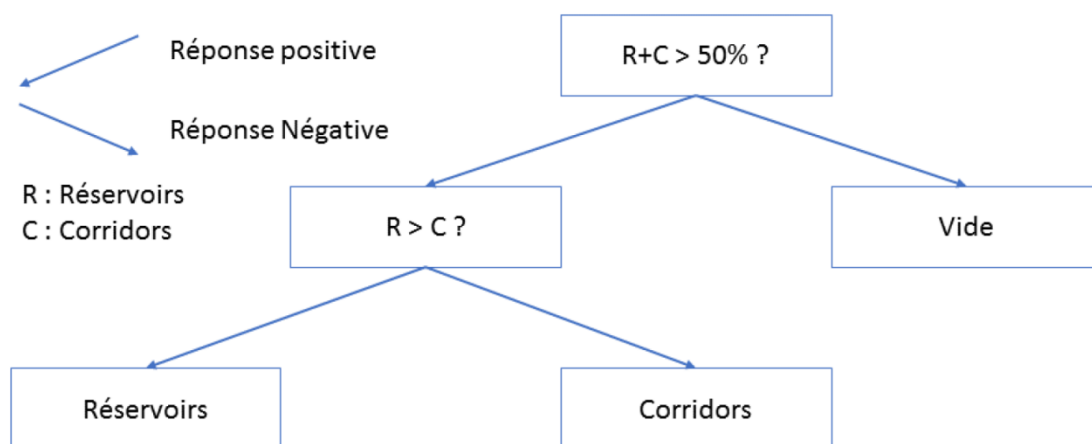 Réponse positive
R+C > 50% ?
Réponse Négative
R : Réservoirs
C : Corridors
R > C ?
Vide
Réservoirs
Corridors